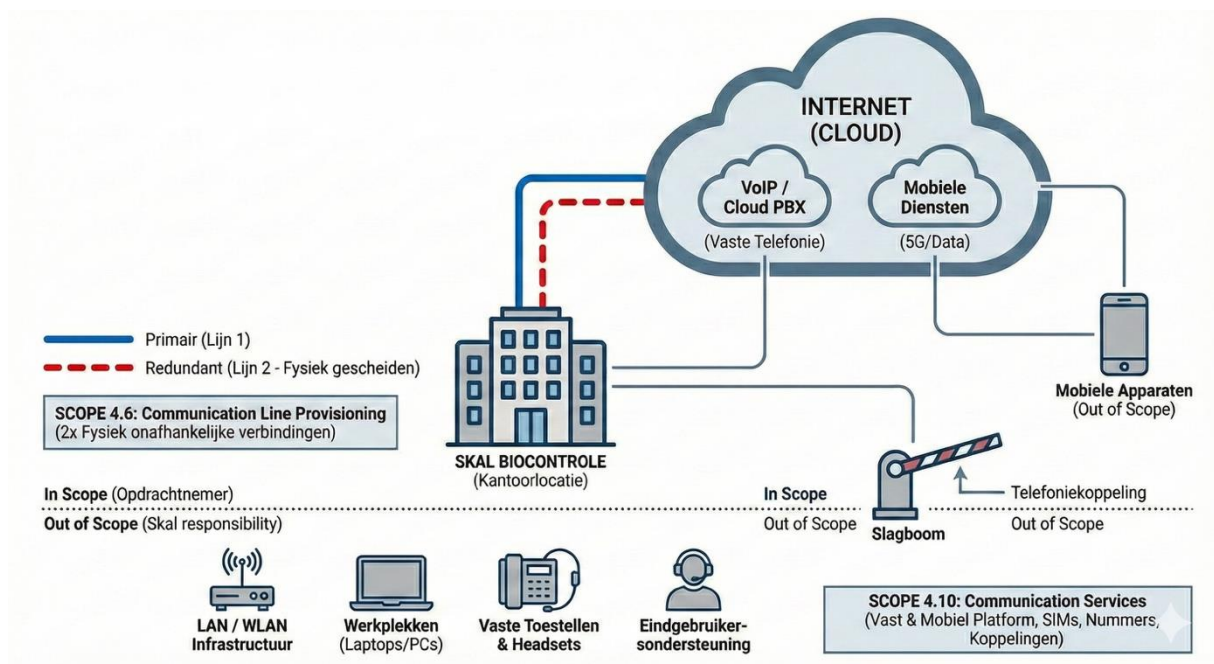 INTERNET
(CLOUD)
VoIP /
Cloud PBX
(Vaste Telefonie)
Mobiele
Diensten
(5G/Data)
Primair (Lijn 1)
Redundant (Lijn 2 - Fysiek gescheiden)
SCOPE 4.6: Communication Line Provisioning
(2x Fysiek onafhankelijke verbindingen)
SKAL BIOCONTROLE
(Kantoorlocatie)
Mobiele Apparaten
(Out of Scope)
In Scope (Opdrachtnemer)
Out of Scope (Skal responsibility)
In Scope
Out of Scope
Slagboom
Telefoniekoppeling
Out of Scope
LAN / WLAN
Infrastructuur
Werkplekken
(Laptops/PCs)
Vaste Toestellen
& Headsets
Eindgebruiker-
sondersteuning
SCOPE 4.10: Communication Services
(Vast & Mobiel Platform, SIMs, Nummers,
Koppelingen)